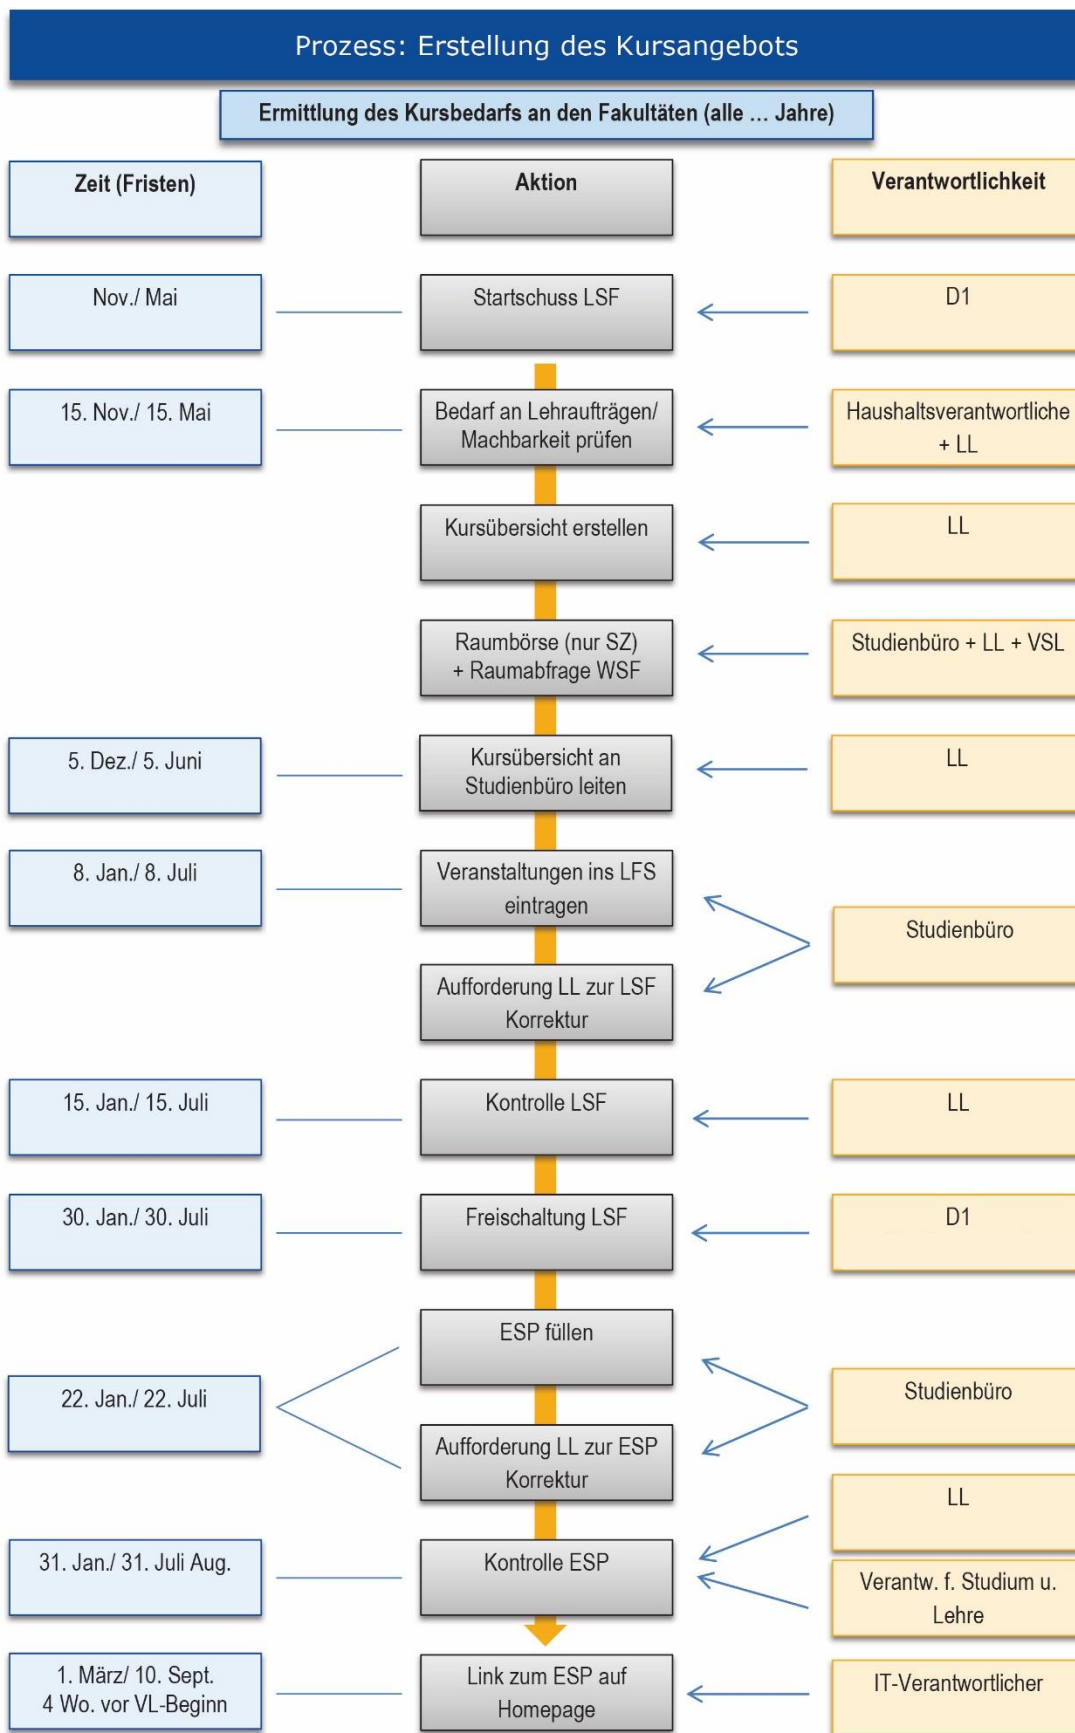 Prozess: Erstellung des Kursangebots
Ermittlung des Kursbedarfs an den Fakultäten (alle ... Jahre)
Zeit (Fristen)
Aktion
Verantwortlichkeit
Nov./ Mai
Startschuss LSF
D1
15. Nov./ 15. Mai
Bedarf an Lehraufträgen/
Machbarkeit prüfen
Haushaltsverantwortliche
+ LL
Kursübersicht erstellen
LL
Raumbörse (nur SZ)
+ Raumabfrage WSF
Studienbüro + LL + VSL
5. Dez./ 5. Juni
Kursübersicht an
Studienbüro leiten
LL
8. Jan./ 8. Juli
Veranstaltungen ins LFS
eintragen
Studienbüro
Aufforderung LL zur LSF
Korrektur
15. Jan./ 15. Juli
Kontrolle LSF
LL
30. Jan./ 30. Juli
Freischaltung LSF
D1
ESP füllen
22. Jan./ 22. Juli
Studienbüro
Aufforderung LL zur ESP
Korrektur
LL
31. Jan./ 31. Juli Aug.
Kontrolle ESP
Verantw. f. Studium u.
Lehre
1. März/ 10. Sept.
4 Wo. vor VL-Beginn
Link zum ESP auf
Homepage
IT-Verantwortlicher